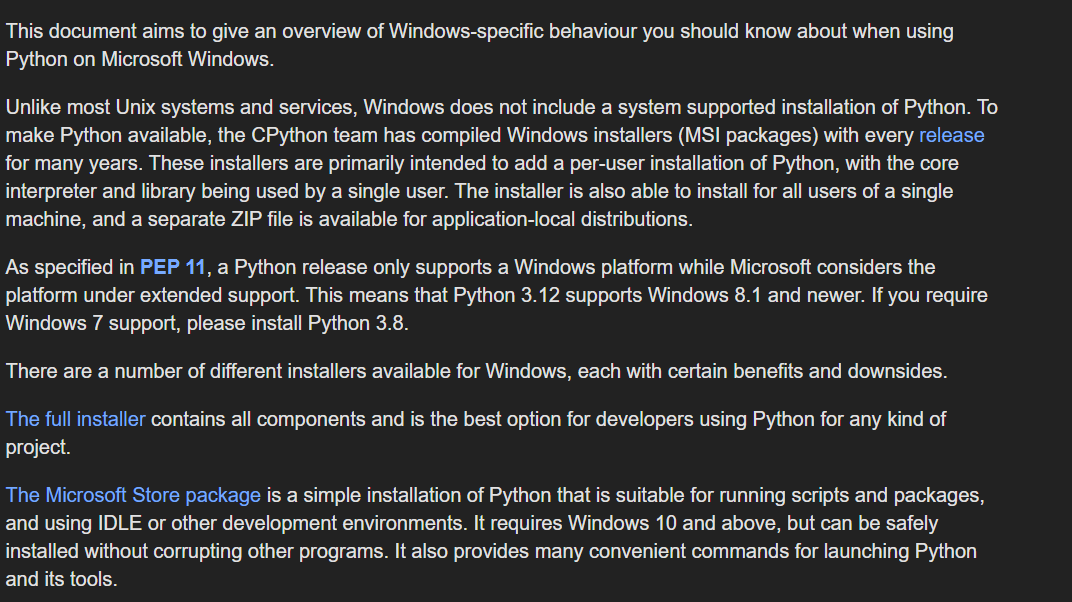 This document aims to give an overview of Windows-specific behaviour you should know about when using
Python on Microsoft Windows.
Unlike most Unix systems and services, Windows does not include a system supported installation of Python. To
make Python available, the CPython team has compiled Windows installers (MSI packages) with every release
for many years. These installers are primarily intended to add a per-user installation of Python, with the core
interpreter and library being used by a single user. The installer is also able to install for all users of a single
machine, and a separate ZIP file is available for application-local distributions.
As specified in PEP 11, a Python release only supports a Windows platform while Microsoft considers the
platform under extended support. This means that Python 3.12 supports Windows 8.1 and newer. If you require
Windows 7 support, please install Python 3.8.
There are a number of different installers available for Windows, each with certain benefits and downsides.
The full installer contains all components and is the best option for developers using Python for any kind of
project.
The Microsoft Store package is a simple installation of Python that is suitable for running scripts and packages,
and using IDLE or other development environments. It requires Windows 10 and above, but can be safely
installed without corrupting other programs. It also provides many convenient commands for launching Python
and its tools.